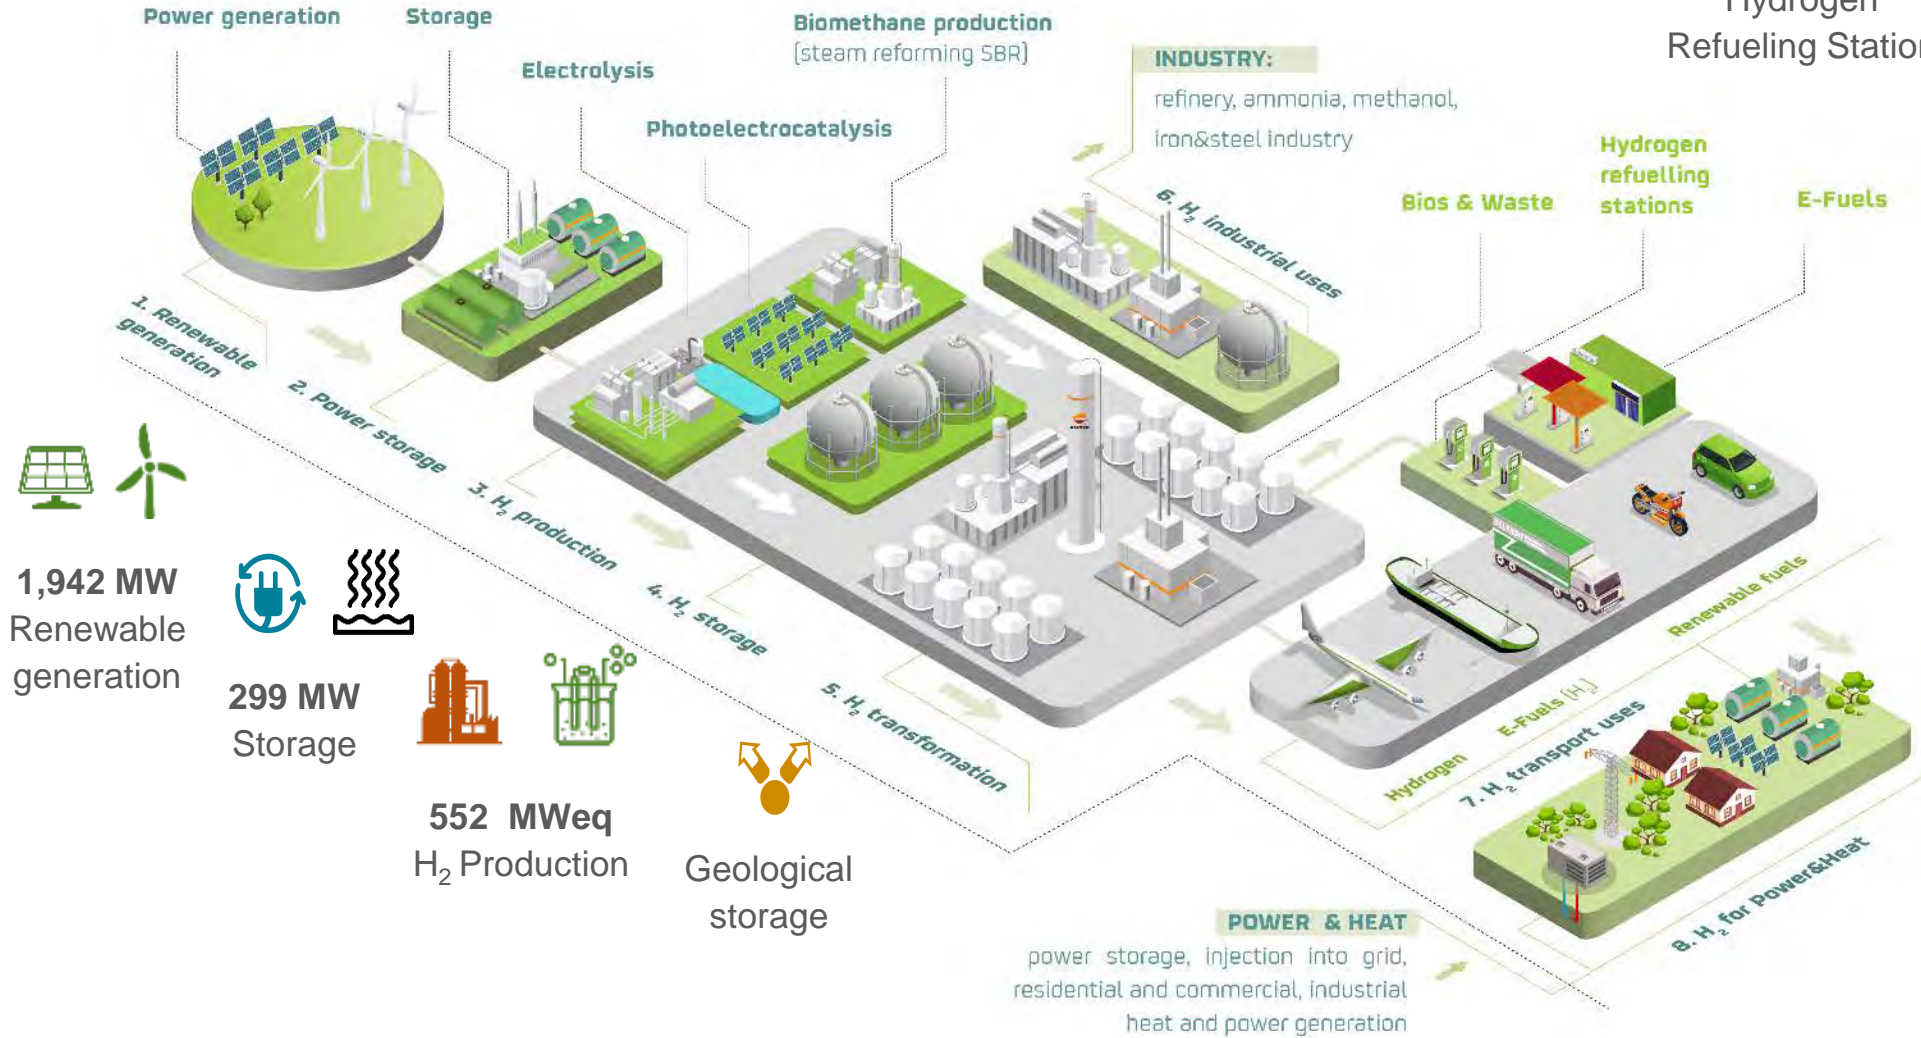 Hydrogen
Refueling Station
Power generation
Storage
Biomethane production
(steam reforming SBR)
Electrolysis
Photoelectrocatalysis
INDUSTRY:
refinery, ammonia, methanol,
iron&steel industry
Bios & Waste
Hydrogen
refuelling
stations
E-Fuels
1. Renewable
generation
2. Power storage
3. H2 production
4. H2 storage
5. H2 transformation
6. H2 industrial uses
Hydrogen
E-Fuels (H2)
Renewable fuels
7. H2 transport uses
8. H2 for Power&Heat
1,942 MW
Renewable
generation
299 MW
Storage
552 MWeq
H2 Production
Geological
storage
POWER & HEAT
power storage, injection into grid,
residential and commercial, industrial
heat and power generation